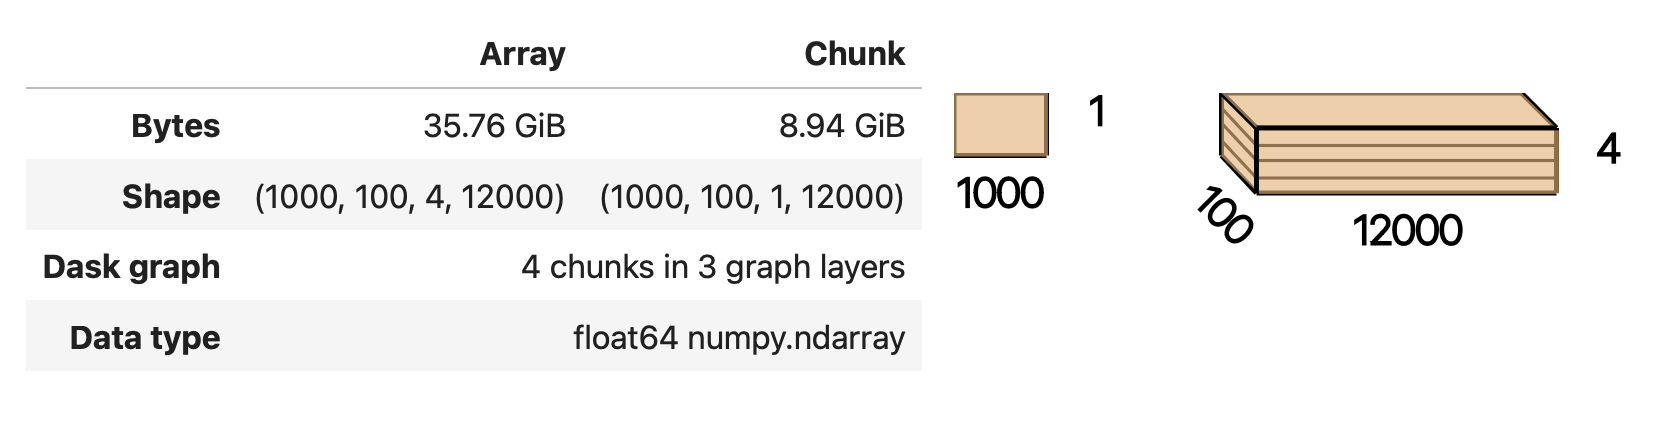 Array Chunk
Bytes 35.76 GiB 8.94 GiB
Shape (1000, 100, 4, 12000) (1000, 100, 1, 12000)
Dask graph 4 chunks in 3 graph layers
Data type float64 numpy.ndarray
1
1000
4
100
12000